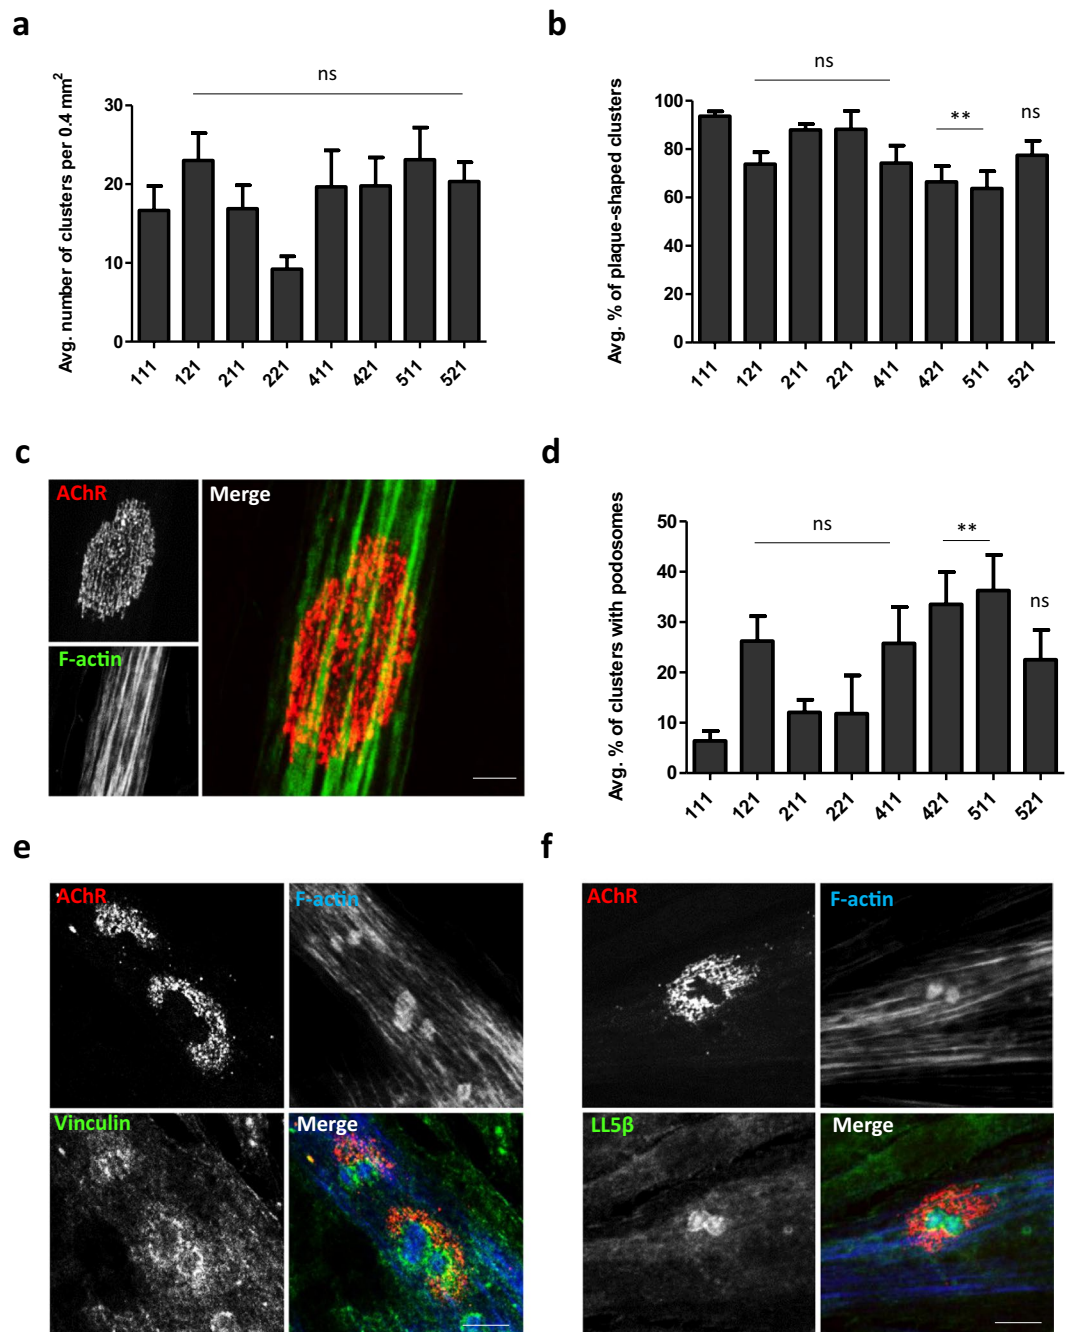 a
ns
Avg. number of clusters per 0.4 mm²
30
20
10
0
111 121 211 221 411 421 511 521
b
ns
**
ns
Avg. % of plaque-shaped clusters
100
80
60
40
20
0
111 121 211 221 411 421 511 521
c
AChR
F-actin
Merge
d
ns
**
ns
Avg. % of clusters with podosomes
50
40
30
20
10
0
111 121 211 221 411 421 511 521
e
AChR
F-actin
Vinculin
Merge
f
AChR
F-actin
LL5β
Merge